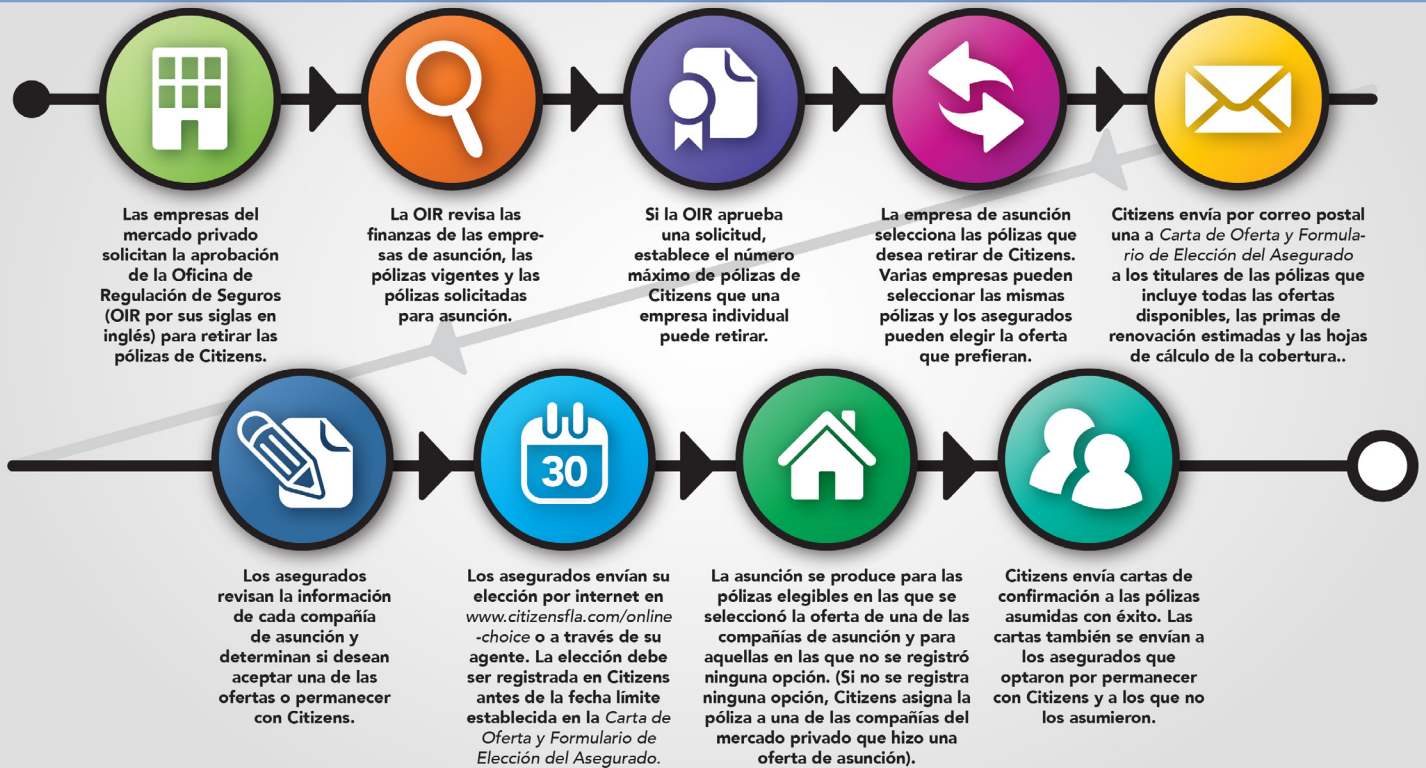 Las empresas del
mercado privado
solicitan la aprobación
de la Oficina de
Regulación de Seguros
(OIR por sus siglas en
inglés) para retirar las
pólizas de Citizens.
La OIR revisa las
finanzas de las empre-
sas de asunción, las
pólizas vigentes y las
pólizas solicitadas
para asunción.
Si la OIR aprueba
una solicitud,
establece el número
máximo de pólizas de
Citizens que una
empresa individual
puede retirar.
La empresa de asunción
selecciona las pólizas que
desea retirar de Citizens.
Varias empresas pueden
seleccionar las mismas
pólizas y los asegurados
pueden elegir la oferta
que prefieran.
Citizens envía por correo postal
una a Carta de Oferta y Formula-
rio de Elección del Asegurado
a los titulares de las pólizas que
incluye todas las ofertas
disponibles, las primas de
renovación estimadas y las hojas
de cálculo de la cobertura..
Los asegurados
revisan la información
de cada compañía
de asunción y
determinan si desean
aceptar una de las
ofertas o permanecer
con Citizens.
30
Los asegurados envían su
elección por internet en
www.citizensfla.com/online
-choice o a través de su
agente. La elección debe
ser registrada en Citizens
antes de la fecha límite
establecida en la Carta de
Oferta y Formulario de
Elección del Asegurado.
La asunción se produce para las
pólizas elegibles en las que se
seleccionó la oferta de una de las
compañías de asunción y para
aquellas en las que no se registró
ninguna opción. (Si no se registra
ninguna opción, Citizens asigna la
póliza a una de las compañías del
mercado privado que hizo una
oferta de asunción).
Citizens envía cartas de
confirmación a las pólizas
asumidas con éxito. Las
cartas también se envían a
los asegurados que
optaron por permanecer
con Citizens y a los que no
los asumieron.